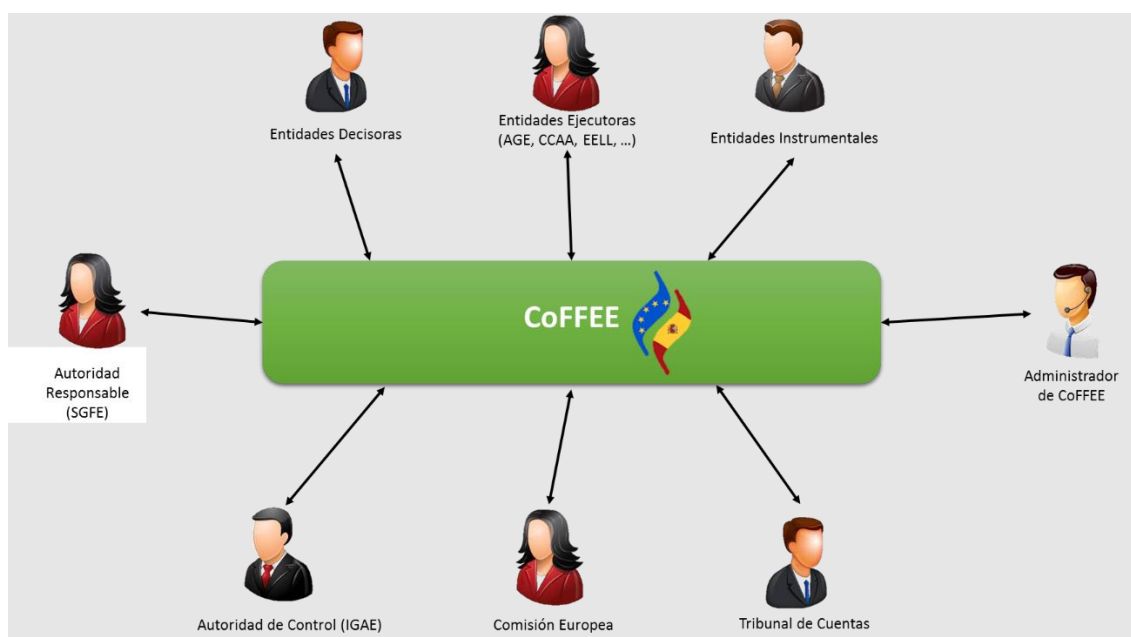 Entidades Decisoras
Entidades Ejecutoras
(AGE, CCAA, EELL, ...)
Entidades Instrumentales
CoFFEE
Autoridad
Responsable
(SGFE)
Administrador
de CoFFEE
Autoridad de Control (IGAE)
Comisión Europea
Tribunal de Cuentas